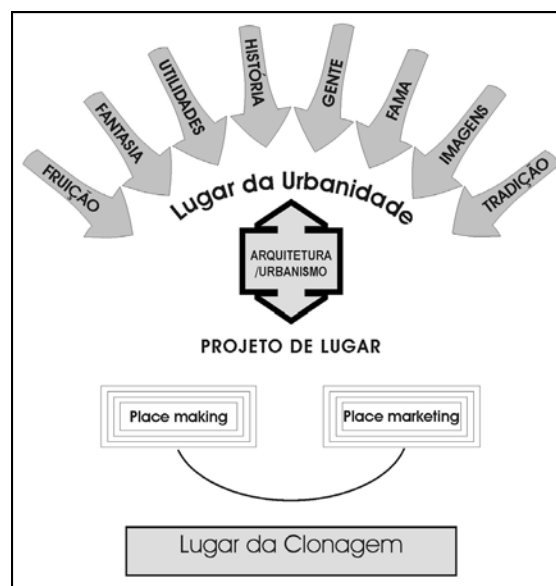 FRUIÇÃO
FANTASIA
UTILIDADES
HISTÓRIA
GENTE
FAMA
IMAGENS
TRADIÇÃO
Lugar da Urbanidade
ARQUITETURA
/URBANISMO
PROJETO DE LUGAR
Place making
Place marketing
Lugar da Clonagem